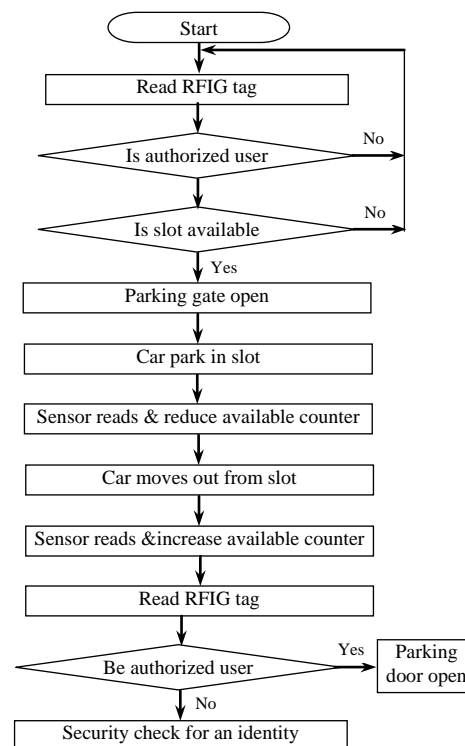 Start
Read RFIG tag
Is authorized user
No
Is slot available
No
Yes
Parking gate open
Car park in slot
Sensor reads & reduce available counter
Car moves out from slot
Sensor reads &increase available counter
Read RFIG tag
Be authorized user
Yes
Parking
door open
No
Security check for an identity